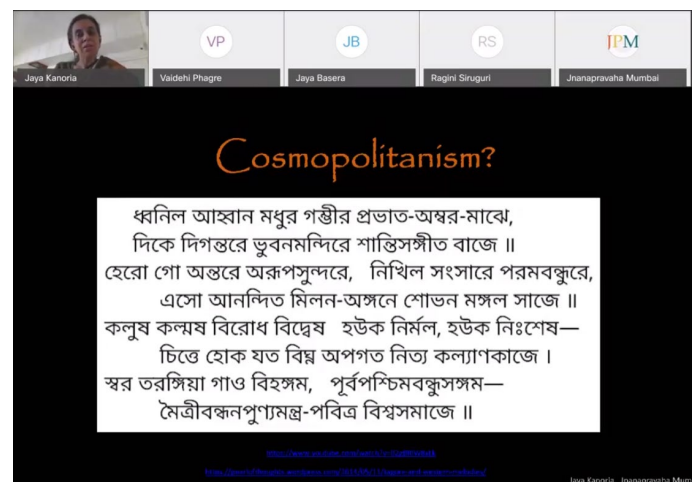 VP
JB
RS
JPM
Jaya Kanoria
Vaidehi Phagre
Jaya Basera
Ragini Siruguri
Jnanapravaha Mumbai
Cosmopolitanism?
ধ্বনিল আহ্বান মধুর গম্ভীর প্রভাত-অম্বর-মাঝে,
দিকে দিগন্তরে ভুবনমন্দিরে শান্তিসঙ্গীত বাজে ॥
হেরো গো অন্তরে অরূপসুন্দরে, নিখিল সংসারে পরমবন্ধুরে,
এসো আনন্দিত মিলন-অঙ্গনে শোভন মঙ্গল সাজে ॥
কলুষ কল্মষ বিরোধ বিদ্বেষ হউক নির্মল, হউক নিঃশেষ—
চিত্তে হোক যত বিঘ্ন অপগত নিত্য কল্যাণকাজে ।
স্বর তরঙ্গিয়া গাও বিহঙ্গম, পূর্বপশ্চিমবন্ধুসঙ্গম—
মৈত্রীবন্ধনপুণ্যমন্ত্র-পবিত্র বিশ্বসমাজে ॥
Jaya Kanoria, Jnanapravaha Mum